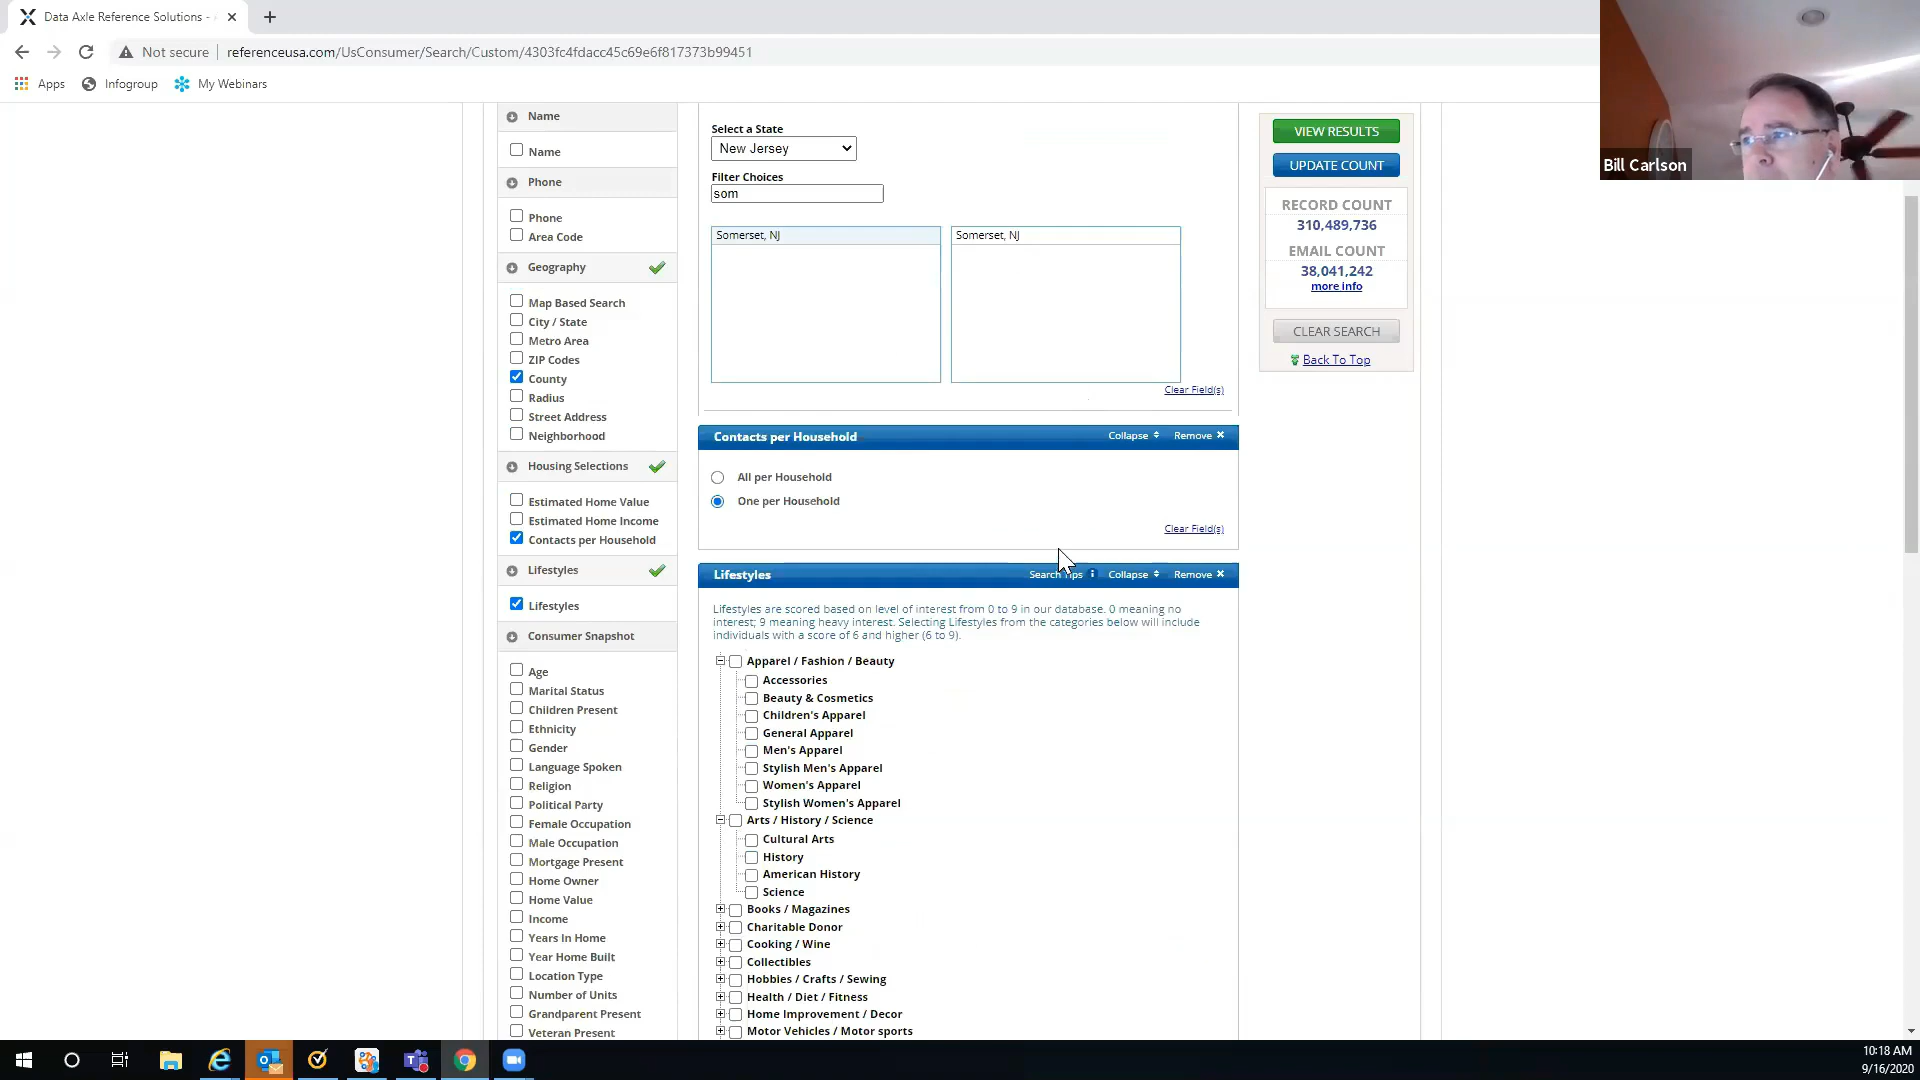 Data Axle Reference Solutions -
Not secure
referenceusa.com/UsConsumer/Search/Custom/4303fc4fdacc45c69e6f817373b99451
Apps
Infogroup
My Webinars
Bill Carlson
Name
Name
Phone
Phone
Area Code
Geography
Map Based Search
City / State
Metro Area
ZIP Codes
County
Radius
Street Address
Neighborhood
Housing Selections
Estimated Home Value
Estimated Home Income
Contacts per Household
Lifestyles
Lifestyles
Consumer Snapshot
Age
Marital Status
Children Present
Ethnicity
Gender
Language Spoken
Religion
Political Party
Female Occupation
Male Occupation
Mortgage Present
Home Owner
Home Value
Income
Years In Home
Year Home Built
Location Type
Number of Units
Grandparent Present
Veteran Present
Select a State
New Jersey
Filter Choices
som
Somerset, NJ
Somerset, NJ
Clear Field(s)
Contacts per Household
Collapse
Remove
All per Household
One per Household
Clear Field(s)
Lifestyles
Search Tips
Collapse
Remove
Lifestyles are scored based on level of interest from 0 to 9 in our database. 0 meaning no
interest; 9 meaning heavy interest. Selecting Lifestyles from the categories below will include
individuals with a score of 6 and higher (6 to 9).
Apparel / Fashion / Beauty
Accessories
Beauty & Cosmetics
Children's Apparel
General Apparel
Men's Apparel
Stylish Men's Apparel
Women's Apparel
Stylish Women's Apparel
Arts / History / Science
Cultural Arts
History
American History
Science
Books / Magazines
Charitable Donor
Cooking / Wine
Collectibles
Hobbies / Crafts / Sewing
Health / Diet / Fitness
Home Improvement / Decor
Motor Vehicles / Motor sports
VIEW RESULTS
UPDATE COUNT
RECORD COUNT
310,489,736
EMAIL COUNT
38,041,242
more info
CLEAR SEARCH
Back To Top
10:18 AM
9/16/2020